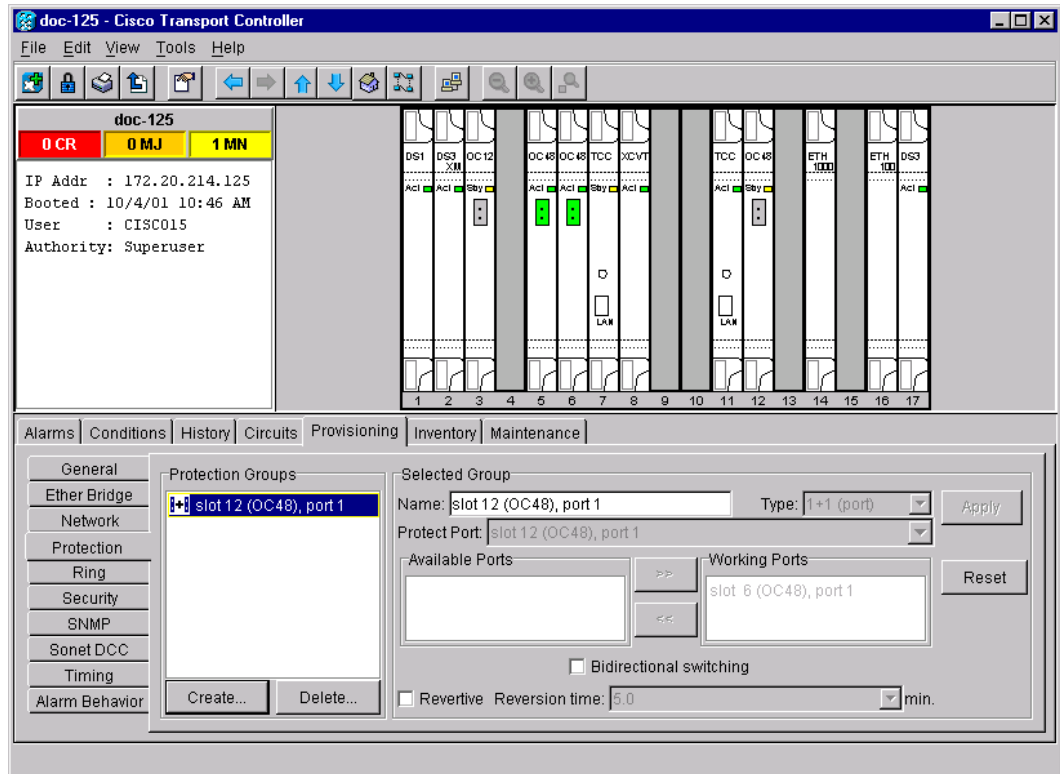 doc-125 - Cisco Transport Controller
File Edit View Tools Help
doc-125
0 CR 0 MJ 1 MN
IP Addr : 172.20.214.125
Booted : 10/4/01 10:46 AM
User : CISCO15
Authority: Superuser
DS1 DS3 XM OC12 OC48 OC48 TCC XCVT TCC OC48 ETH 1000 ETH 100 DS3
Act Act Sby Act Act Sby Act Act Sby Act
LAN LAN
1 2 3 4 5 6 7 8 9 10 11 12 13 14 15 16 17
Alarms Conditions History Circuits Provisioning Inventory Maintenance
General
Ether Bridge
Network
Protection
Ring
Security
SNMP
Sonet DCC
Timing
Alarm Behavior
Protection Groups
slot 12 (OC48), port 1
Create... Delete...
Selected Group
Name: slot 12 (OC48), port 1 Type: 1+1 (port) Apply
Protect Port: slot 12 (OC48), port 1
Available Ports >> Working Ports Reset
slot 6 (OC48), port 1
<<
Bidirectional switching
Revertive Reversion time: 5.0 min.